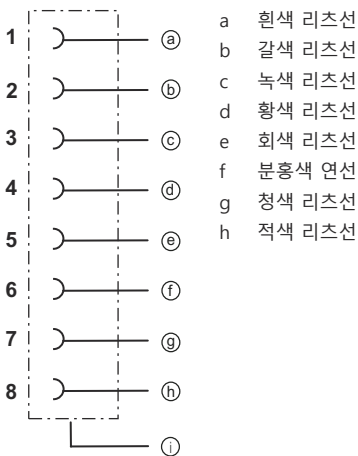 1 ⓐ
2 ⓑ
3 ⓒ
4 ⓓ
5 ⓔ
6 ⓕ
7 ⓖ
8 ⓗ
ⓘ
a 흰색 리츠선
b 갈색 리츠선
c 녹색 리츠선
d 황색 리츠선
e 회색 리츠선
f 분홍색 연선
g 청색 리츠선
h 적색 리츠선